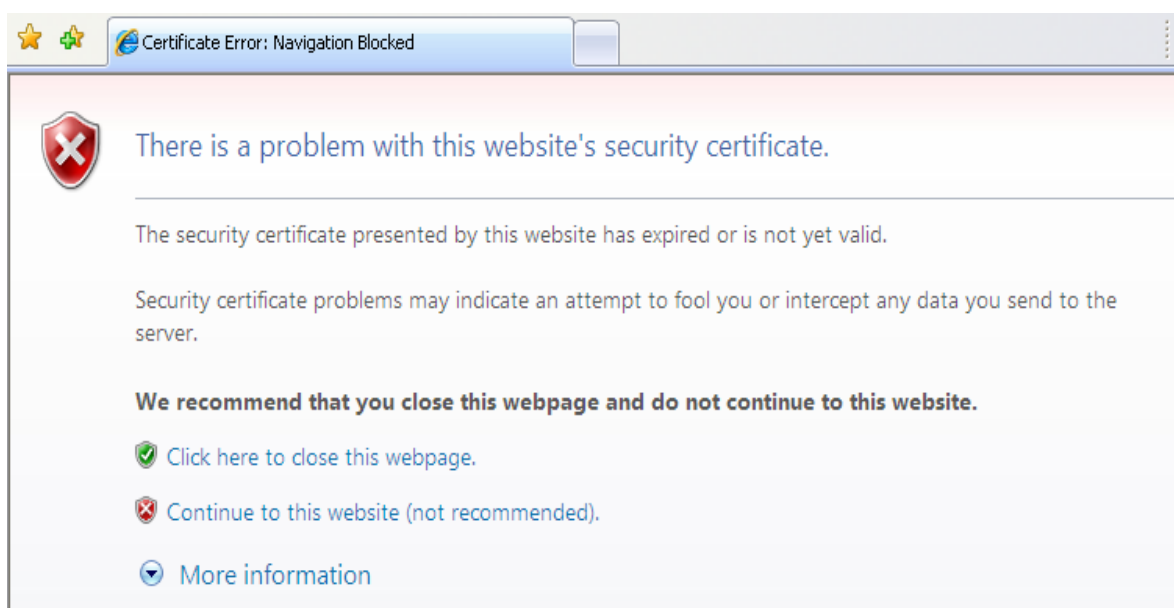 Certificate Error: Navigation Blocked
There is a problem with this website's security certificate.
The security certificate presented by this website has expired or is not yet valid.
Security certificate problems may indicate an attempt to fool you or intercept any data you send to the
server.
We recommend that you close this webpage and do not continue to this website.
Click here to close this webpage.
Continue to this website (not recommended).
More information